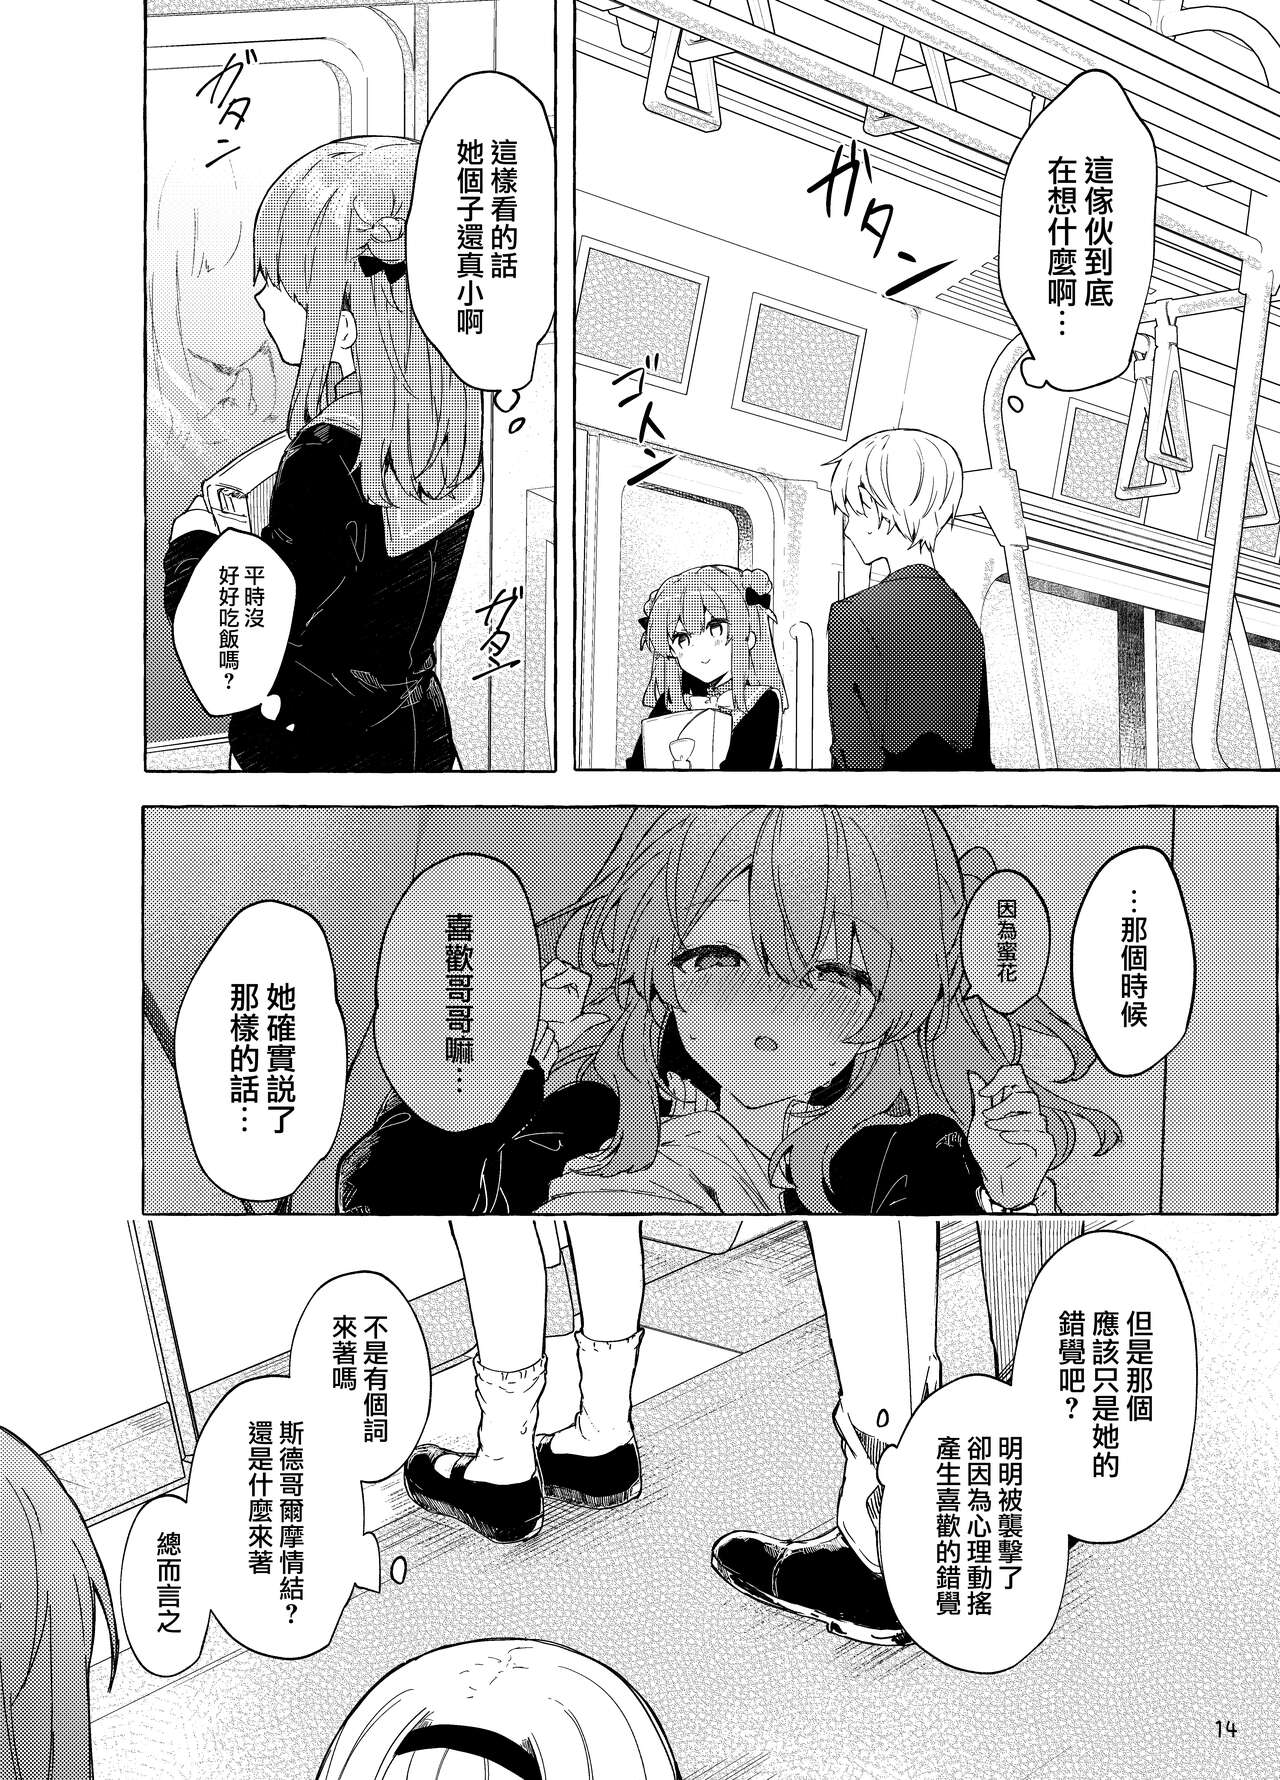 這傢伙到底
在想什麼啊…
ガタン
ゴトン
這樣看的話
她個子還真小啊
ガタン
平時沒
好好吃飯嗎？
ガタン
…那個時候
因為蜜花
喜歡哥哥嘛…
她確實説了
那樣的話…
但是那個
應該只是她的
錯覺吧？
明明被襲擊了
卻因為心理動搖
產生喜歡的錯覺
不是有個詞
來著嗎
斯德哥爾摩情結？
還是什麼來著
總而言之
14